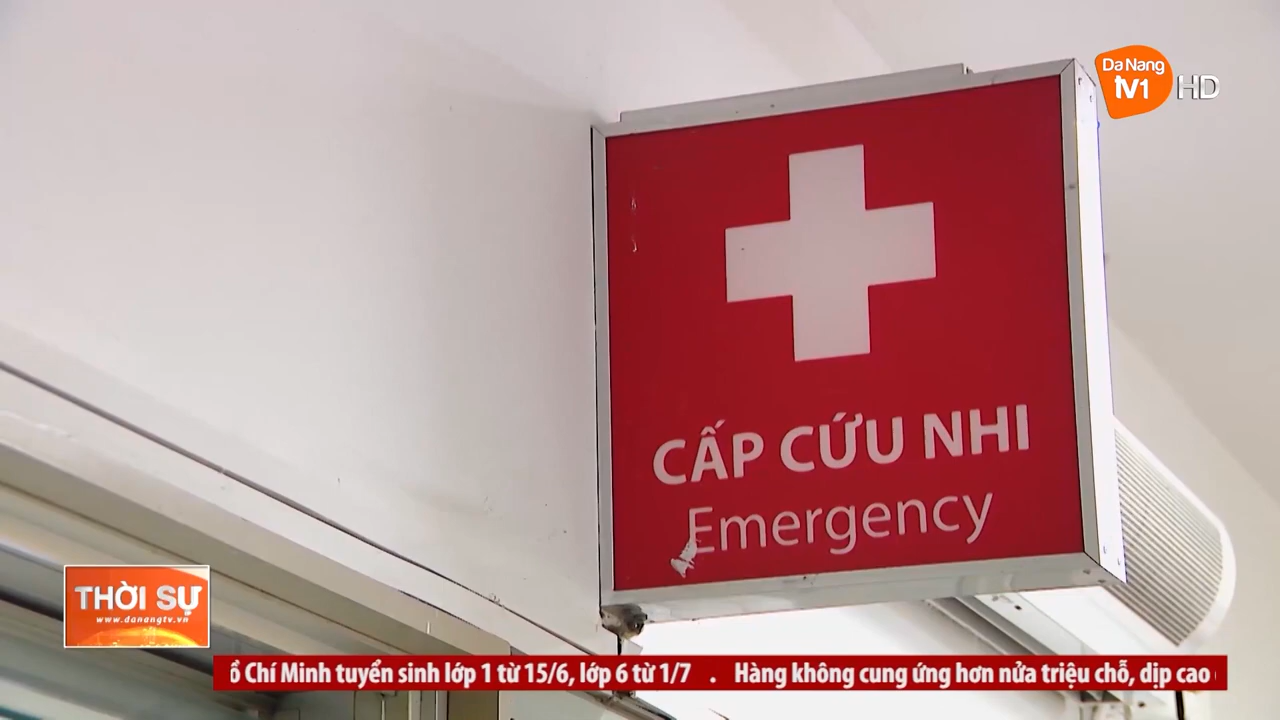 Da Nang
TV1 HD
CẤP CỨU NHI
Emergency
THỜI SỰ
www.danangtv.vn
Chí Minh tuyển sinh lớp 1 từ 15/6, lớp 6 từ 1/7 . Hàng không cung ứng hơn nửa triệu chỗ, dịp cao